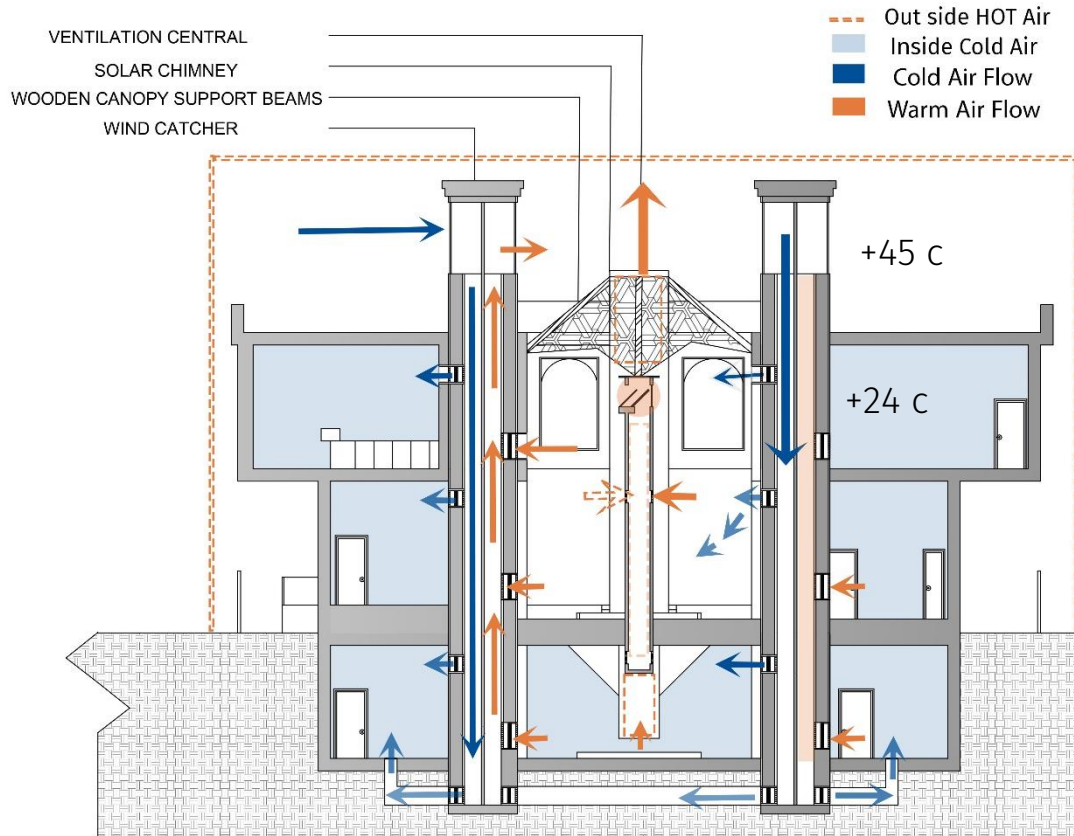 VENTILATION CENTRAL
SOLAR CHIMNEY
WOODEN CANOPY SUPPORT BEAMS
WIND CATCHER
Out side HOT Air
Inside Cold Air
Cold Air Flow
Warm Air Flow
+45 c
+24 c